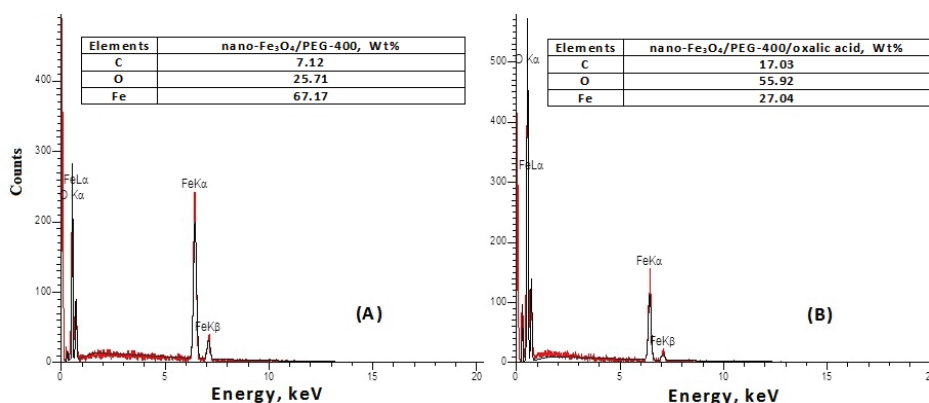 Elements nano-Fe₃O₄/PEG-400, Wt%
C 7.12
O 25.71
Fe 67.17
400
300
200
100
0
Counts
FeLα
O Kα
FeKα
FeKβ
(A)
0 5 10 15 20
Energy, keV
Elements nano-Fe₃O₄/PEG-400/oxalic acid, Wt%
C 17.03
O 55.92
Fe 27.04
500
400
300
200
100
0
O Kα
FeLα
FeKα
FeKβ
(B)
0 5 10 15 20
Energy, keV